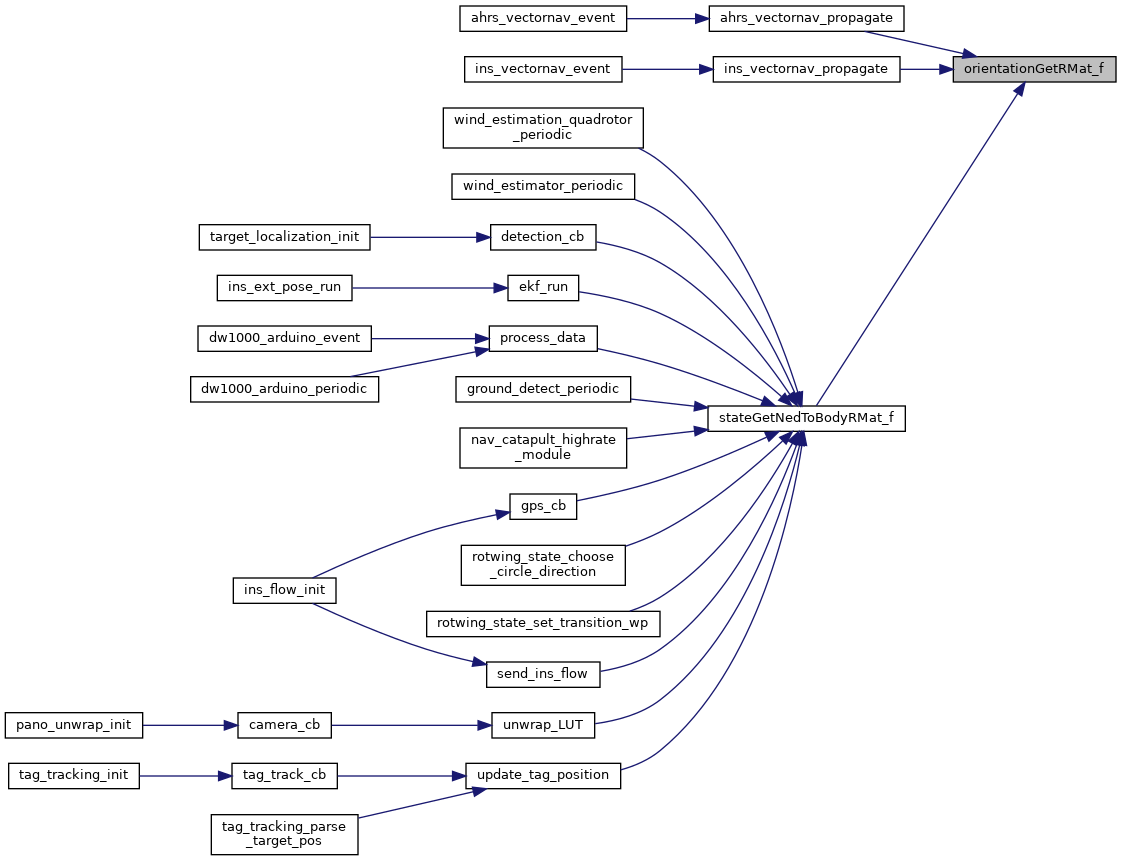 ahrs_vectornav_event
ahrs_vectornav_propagate
ins_vectornav_event
ins_vectornav_propagate
orientationGetRMat_f
wind_estimation_quadrotor
_periodic
wind_estimator_periodic
target_localization_init
detection_cb
ins_ext_pose_run
ekf_run
dw1000_arduino_event
process_data
dw1000_arduino_periodic
ground_detect_periodic
stateGetNedToBodyRMat_f
nav_catapult_highrate
_module
gps_cb
rotwing_state_choose
_circle_direction
ins_flow_init
rotwing_state_set_transition_wp
send_ins_flow
pano_unwrap_init
camera_cb
unwrap_LUT
tag_tracking_init
tag_track_cb
update_tag_position
tag_tracking_parse
_target_pos